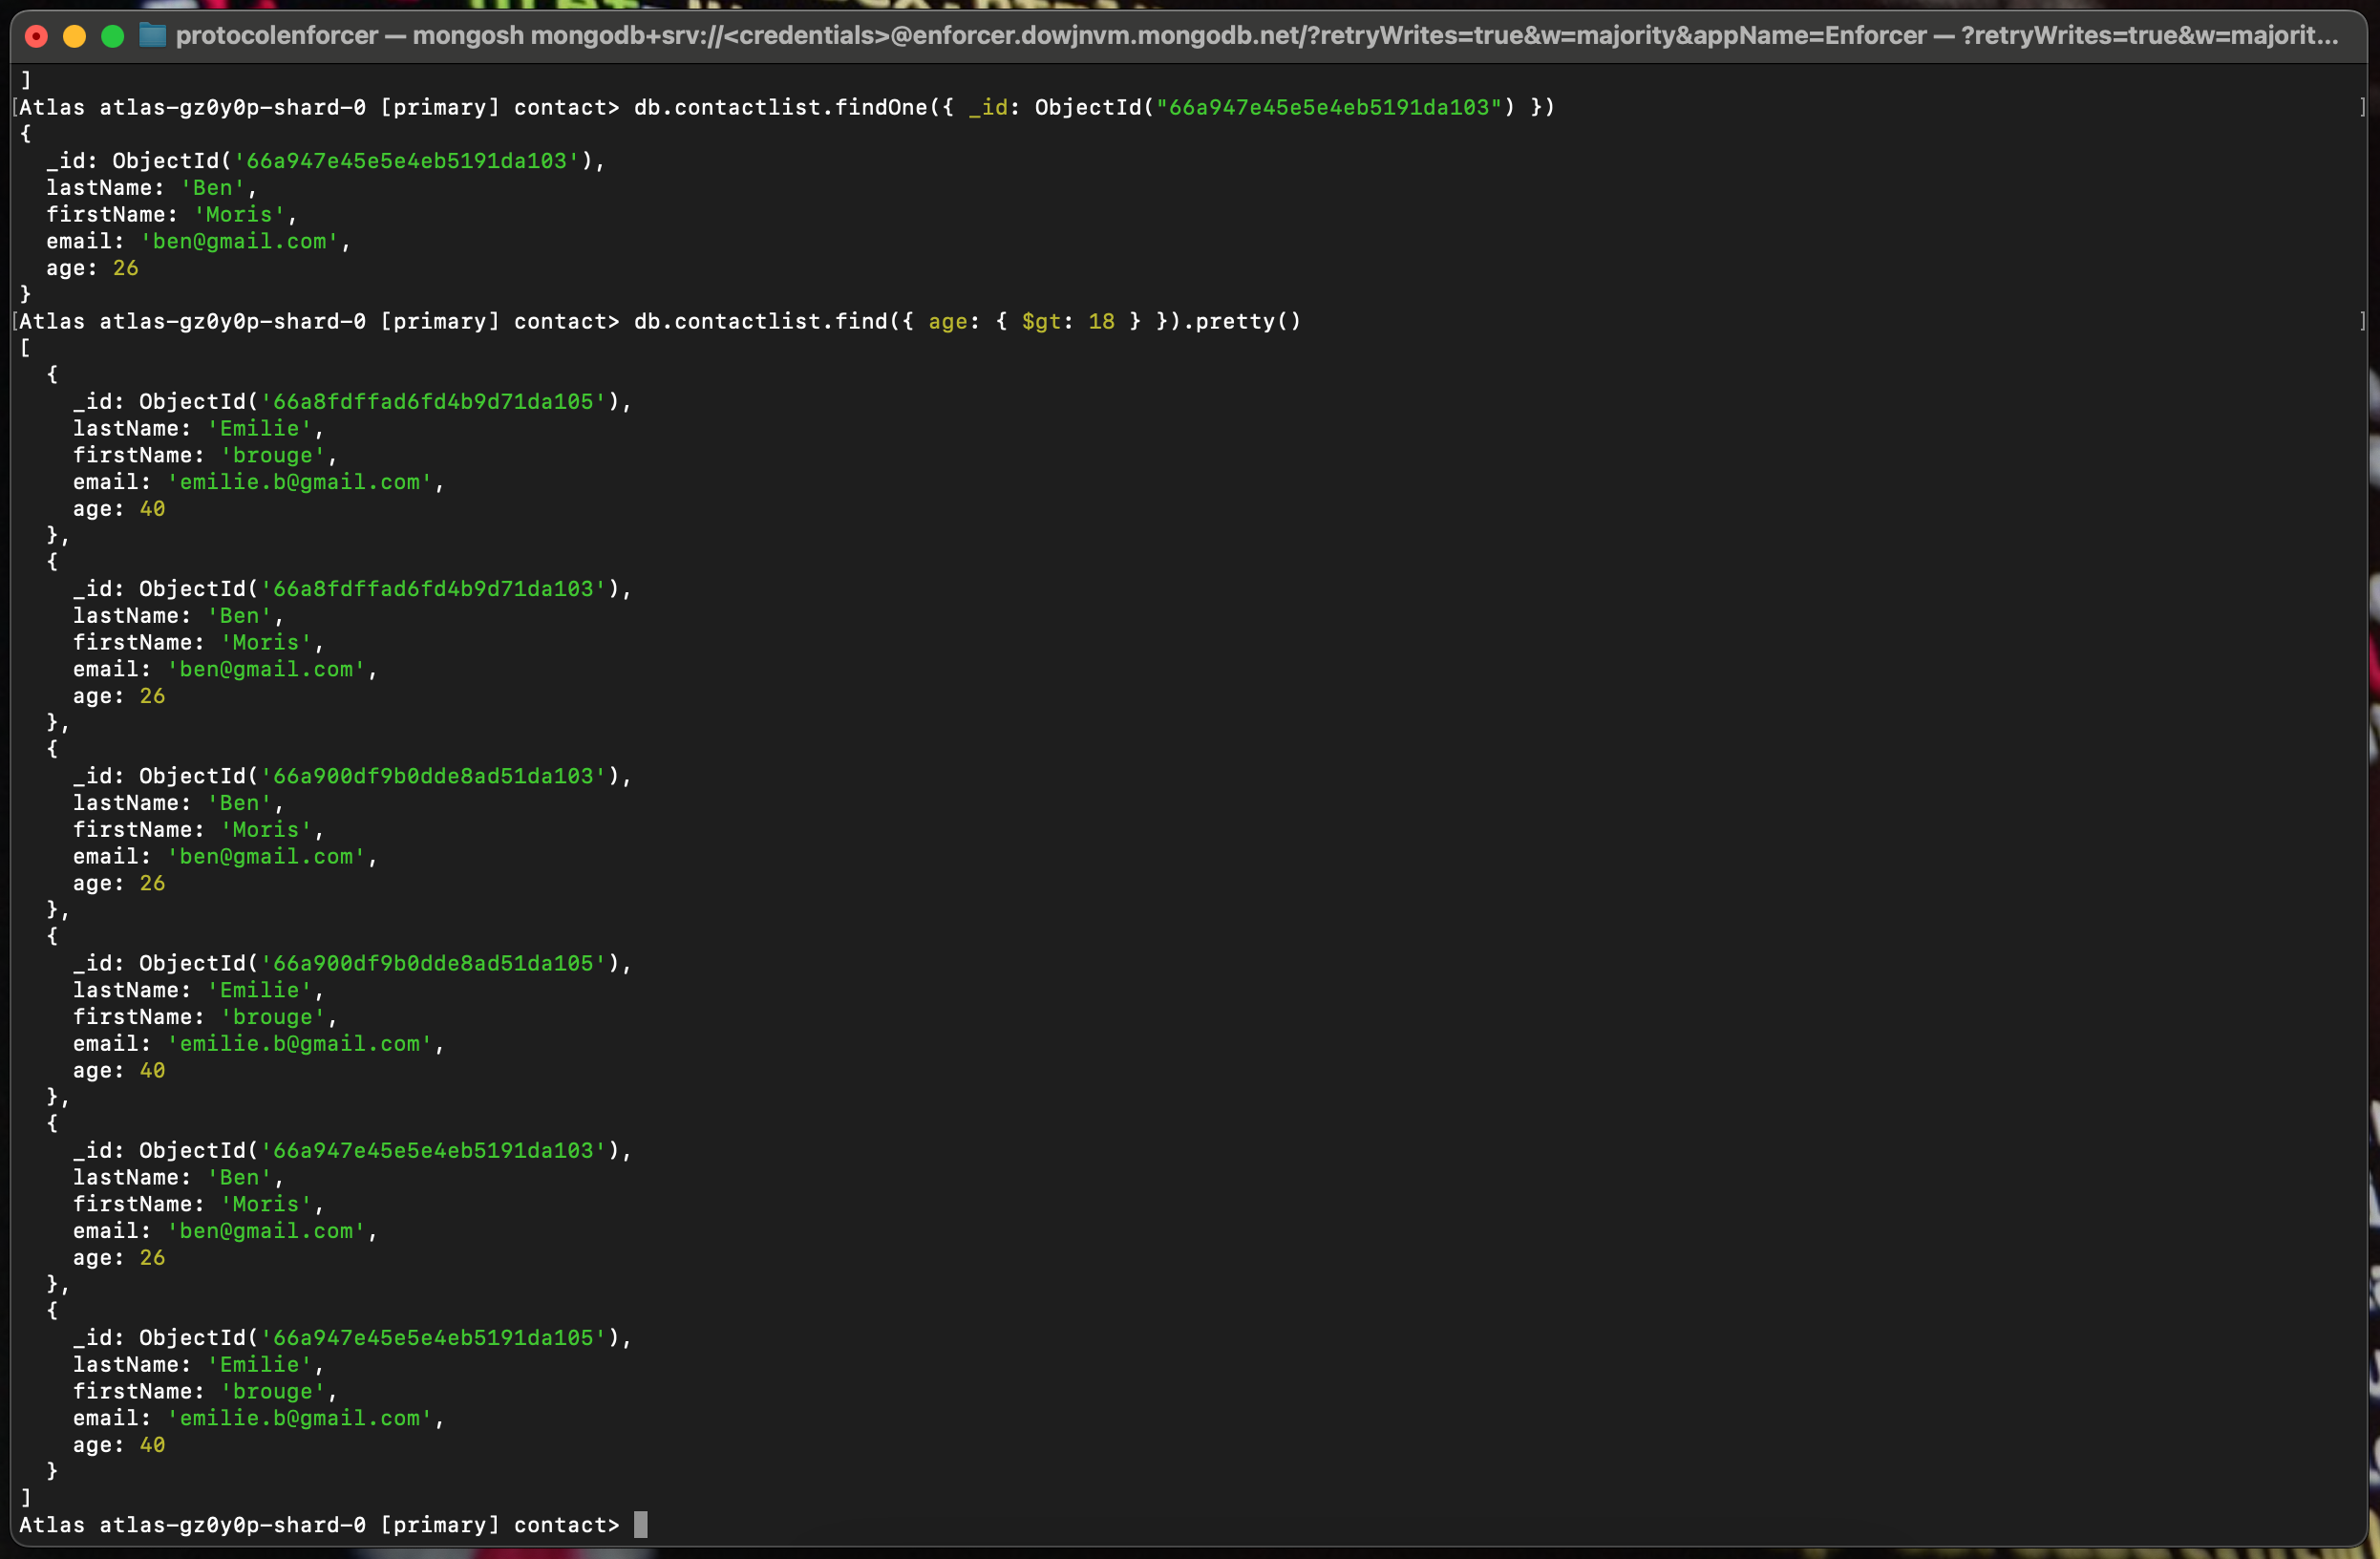 protocolenforcer — mongosh mongodb+srv://<credentials>@enforcer.dowjnvm.mongodb.net/?retryWrites=true&w=majority&appName=Enforcer — ?retryWrites=true&w=majorit...
]
[Atlas atlas-gz0y0p-shard-0 [primary] contact> db.contactlist.findOne({ _id: ObjectId("66a947e45e5e4eb5191da103") }) ]
{
  _id: ObjectId('66a947e45e5e4eb5191da103'),
  lastName: 'Ben',
  firstName: 'Moris',
  email: 'ben@gmail.com',
  age: 26
}
[Atlas atlas-gz0y0p-shard-0 [primary] contact> db.contactlist.find({ age: { $gt: 18 } }).pretty() ]
[
  {
    _id: ObjectId('66a8fdffad6fd4b9d71da105'),
    lastName: 'Emilie',
    firstName: 'brouge',
    email: 'emilie.b@gmail.com',
    age: 40
  },
  {
    _id: ObjectId('66a8fdffad6fd4b9d71da103'),
    lastName: 'Ben',
    firstName: 'Moris',
    email: 'ben@gmail.com',
    age: 26
  },
  {
    _id: ObjectId('66a900df9b0dde8ad51da103'),
    lastName: 'Ben',
    firstName: 'Moris',
    email: 'ben@gmail.com',
    age: 26
  },
  {
    _id: ObjectId('66a900df9b0dde8ad51da105'),
    lastName: 'Emilie',
    firstName: 'brouge',
    email: 'emilie.b@gmail.com',
    age: 40
  },
  {
    _id: ObjectId('66a947e45e5e4eb5191da103'),
    lastName: 'Ben',
    firstName: 'Moris',
    email: 'ben@gmail.com',
    age: 26
  },
  {
    _id: ObjectId('66a947e45e5e4eb5191da105'),
    lastName: 'Emilie',
    firstName: 'brouge',
    email: 'emilie.b@gmail.com',
    age: 40
  }
]
Atlas atlas-gz0y0p-shard-0 [primary] contact>